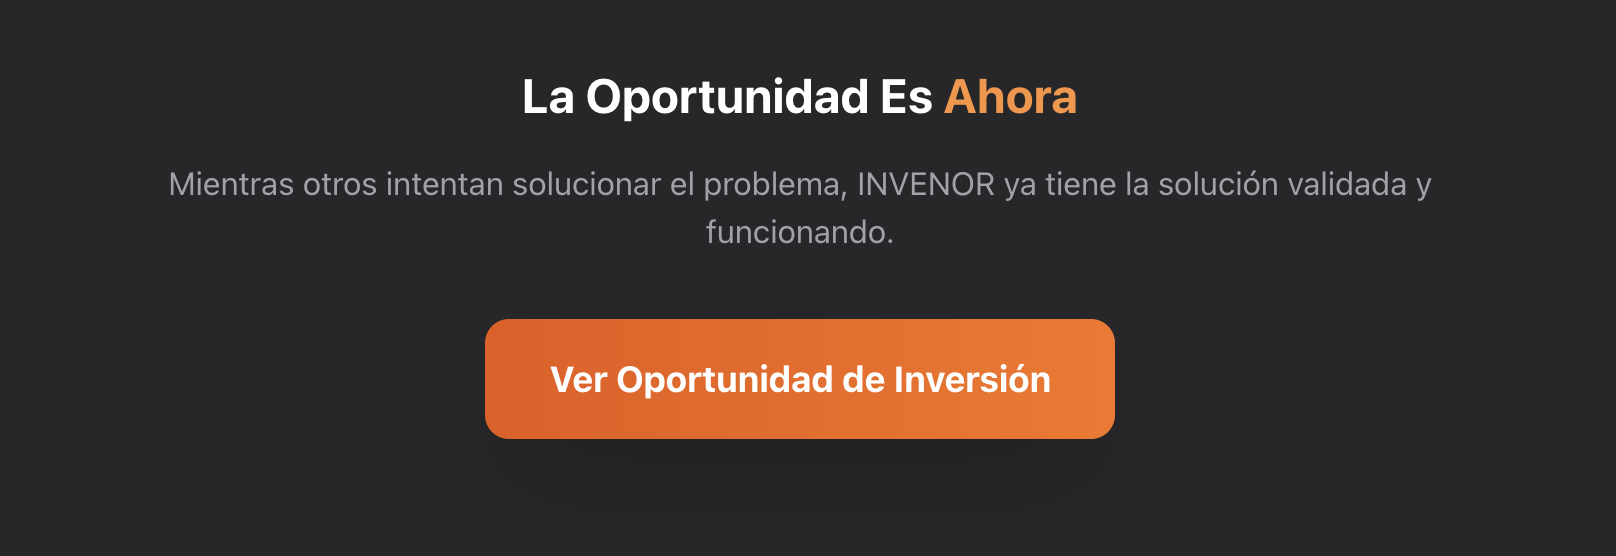 La Oportunidad Es Ahora
Mientras otros intentan solucionar el problema, INVENOR ya tiene la solución validada y
funcionando.
Ver Oportunidad de Inversión